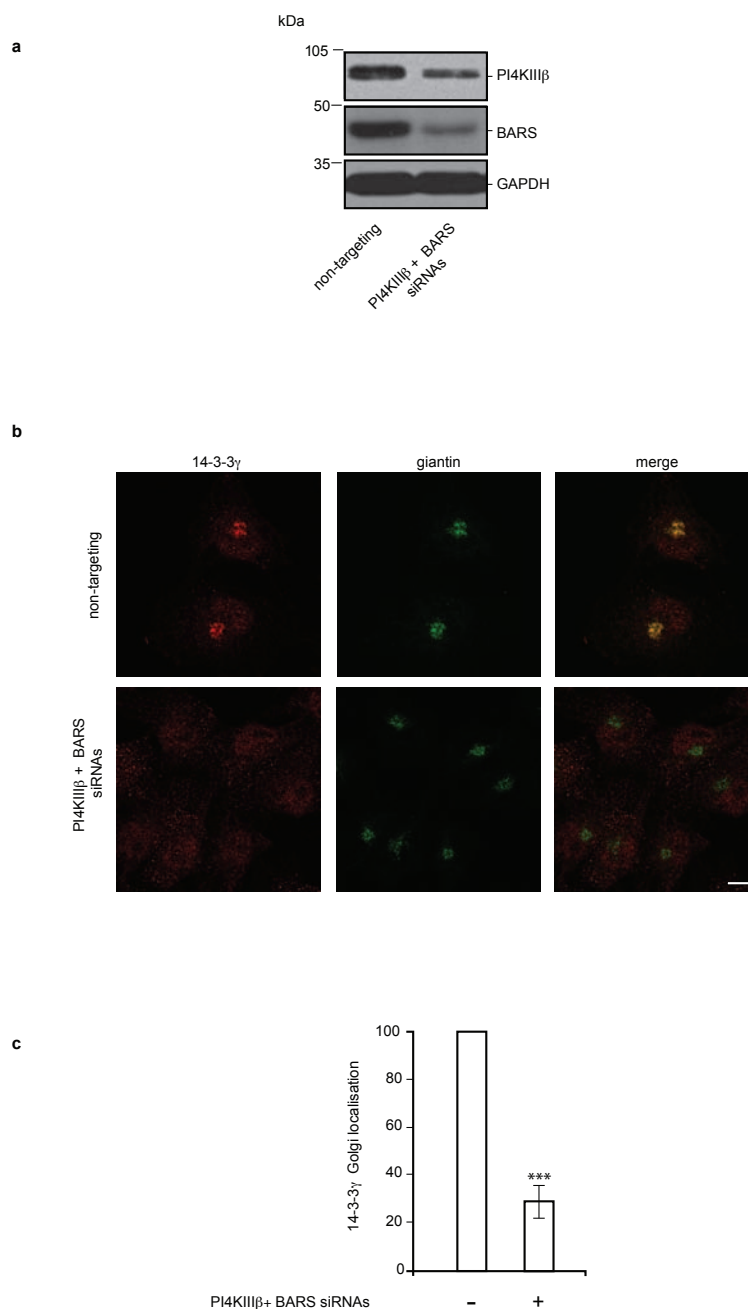 kDa
a
105
PI4KIIIβ
50
BARS
35
GAPDH
non-targeting
PI4KIIIβ + BARS
siRNAs
b
14-3-3γ giantin merge
non-targeting
PI4KIIIβ + BARS
siRNAs
c
100
80
60
40
20
0
14-3-3γ Golgi localisation
***
PI4KIIIβ+ BARS siRNAs - +